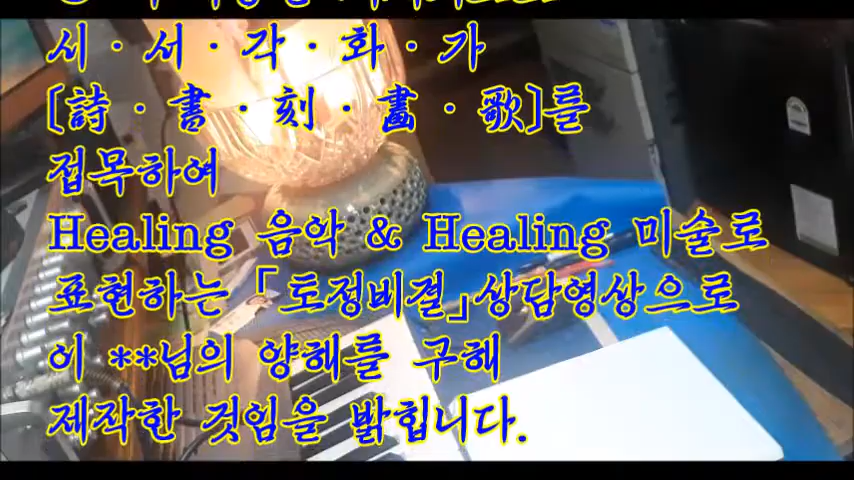 시 · 서 · 각 · 화 · 가
[詩 · 書 · 刻 · 畵 · 歌]를
접목하여
Healing 음악 & Healing 미술로
표현하는 「토정비결」상담영상으로
이 **님의 양해를 구해
제작한 것임을 밝힙니다.